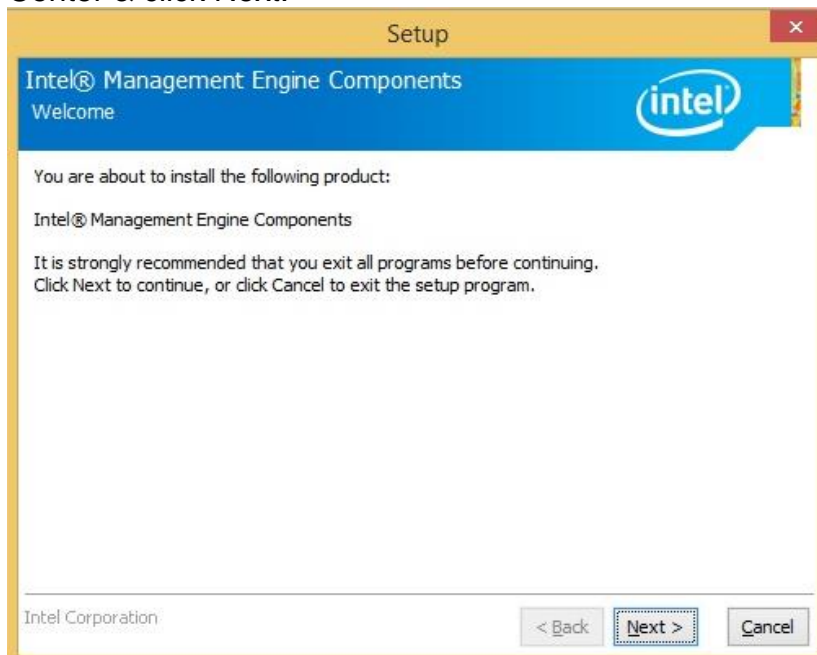 Setup
Intel® Management Engine Components
Welcome
intel
You are about to install the following product:
Intel® Management Engine Components
It is strongly recommended that you exit all programs before continuing.
Click Next to continue, or click Cancel to exit the setup program.
Intel Corporation
< Back Next > Cancel